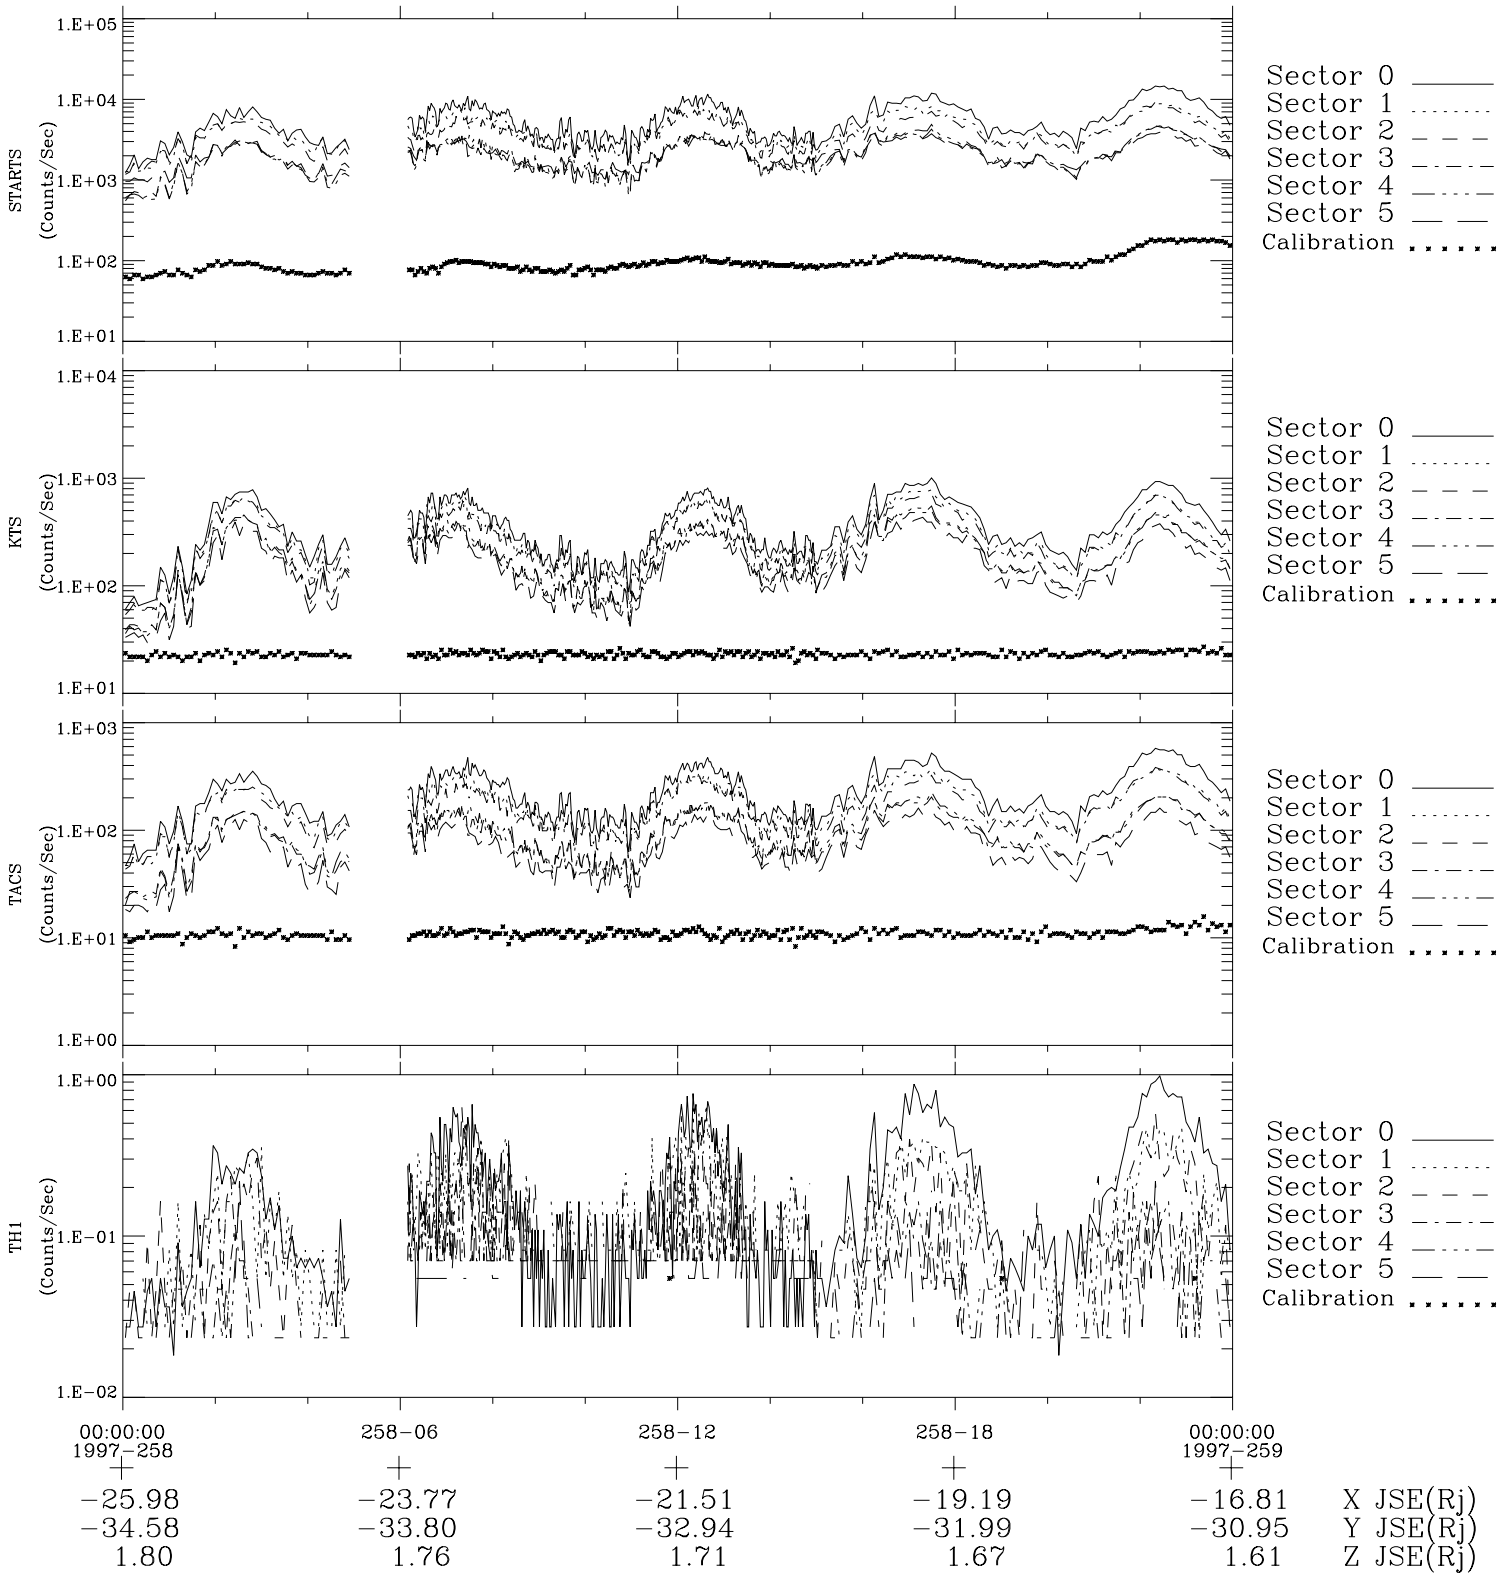 1.E+05
1.E+04
1.E+03
1.E+02
1.E+01
STARTS
(Counts/Sec)
Sector 0
Sector 1
Sector 2
Sector 3
Sector 4
Sector 5
Calibration
1.E+04
1.E+03
1.E+02
1.E+01
KTS
(Counts/Sec)
Sector 0
Sector 1
Sector 2
Sector 3
Sector 4
Sector 5
Calibration
1.E+03
1.E+02
1.E+01
1.E+00
TACS
(Counts/Sec)
Sector 0
Sector 1
Sector 2
Sector 3
Sector 4
Sector 5
Calibration
1.E+00
1.E-01
1.E-02
TH1
(Counts/Sec)
Sector 0
Sector 1
Sector 2
Sector 3
Sector 4
Sector 5
Calibration
00:00:00 258-06 258-12 258-18 00:00:00
1997-258 1997-259
-25.98 -23.77 -21.51 -19.19 -16.81 X JSE(Rj)
-34.58 -33.80 -32.94 -31.99 -30.95 Y JSE(Rj)
1.80 1.76 1.71 1.67 1.61 Z JSE(Rj)